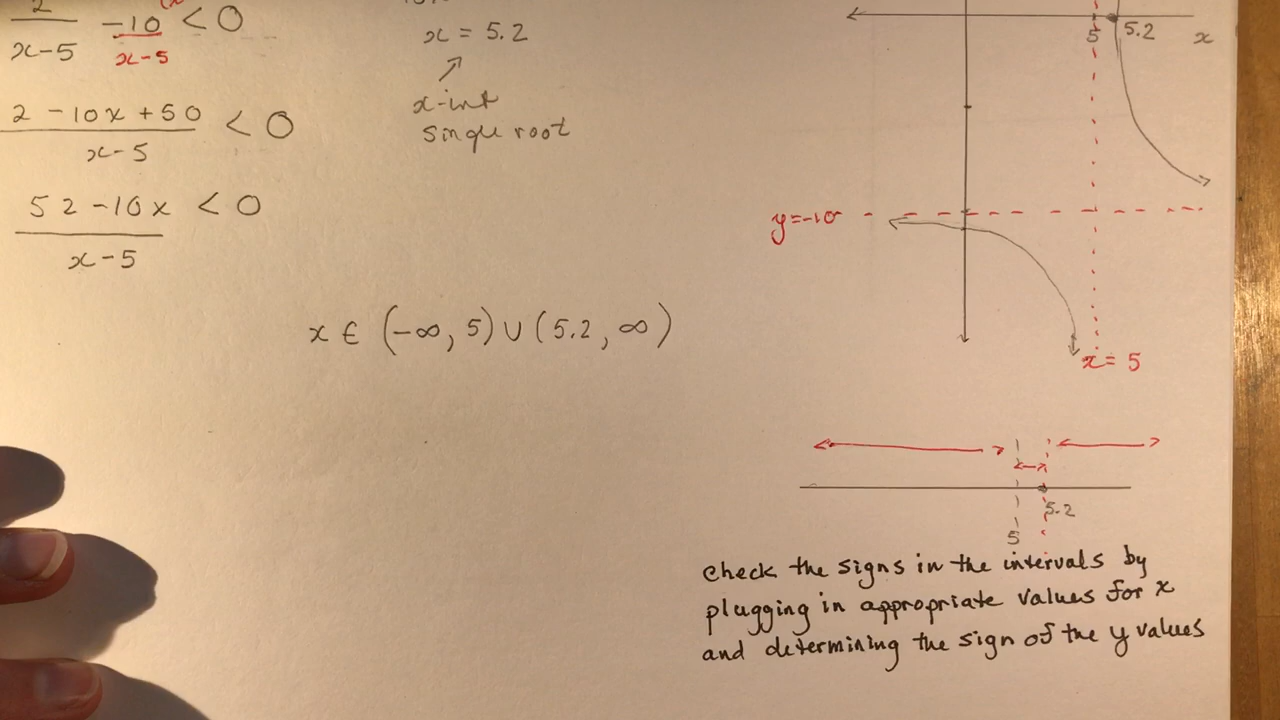 2 -10 < 0
x-5 x-5
2 - 10x + 50 < 0
x-5
52 - 10x < 0
x-5
x = 5.2
x-int
single root
x ∈ (-∞, 5) ∪ (5.2, ∞)
5 5.2 x
y=-10
x = 5
5.2
5
check the signs in the intervals by
plugging in appropriate values for x
and determining the sign of the y values